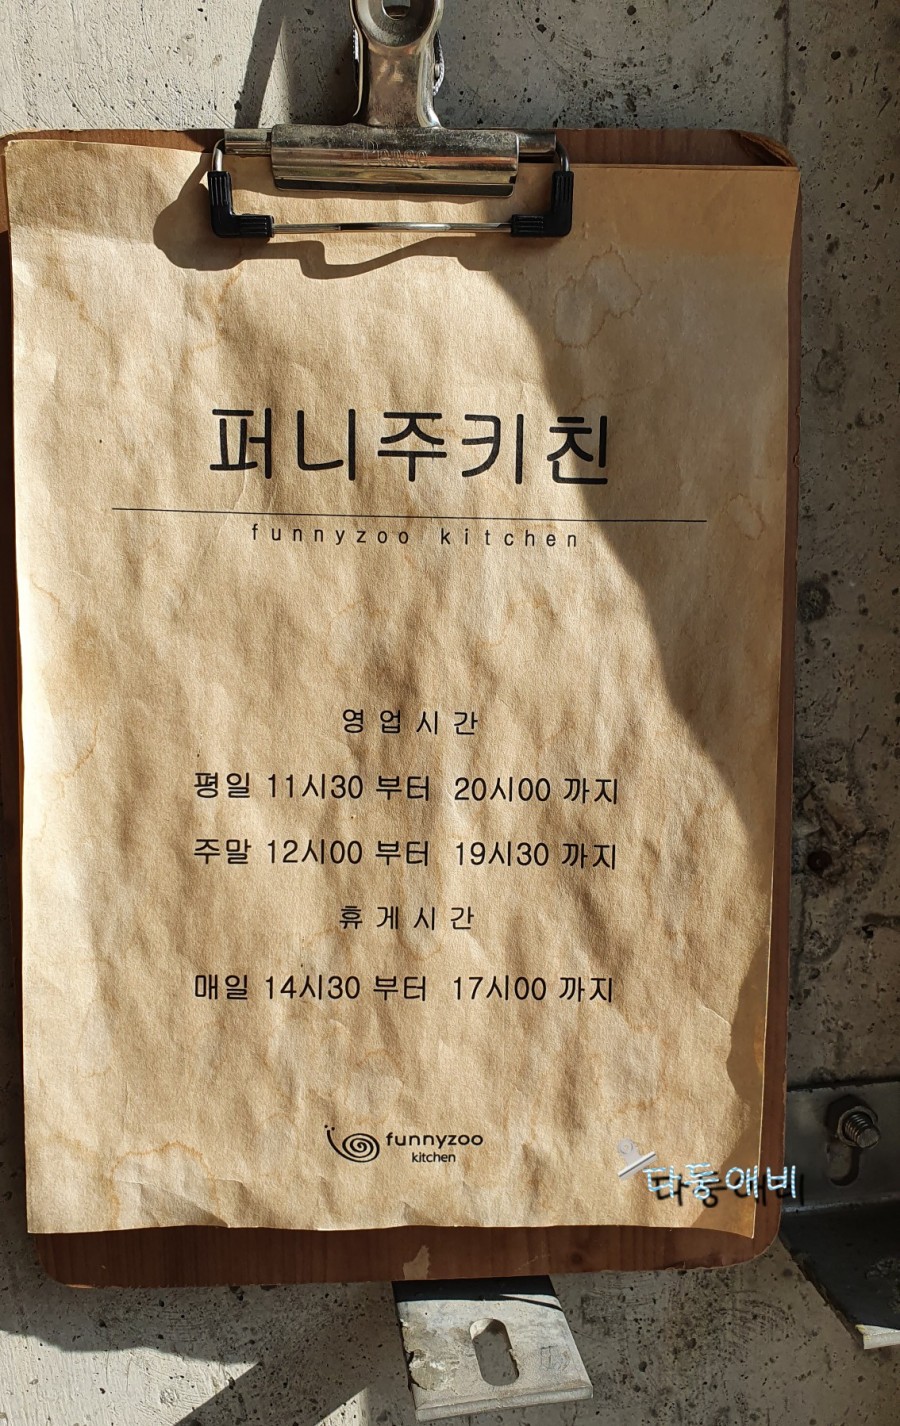 퍼니주키친
funnyzoo kitchen
영업시간
평일 11시30 부터 20시00 까지
주말 12시00 부터 19시30 까지
휴게시간
매일 14시30 부터 17시00 까지
funnyzoo
kitchen
다둥애비